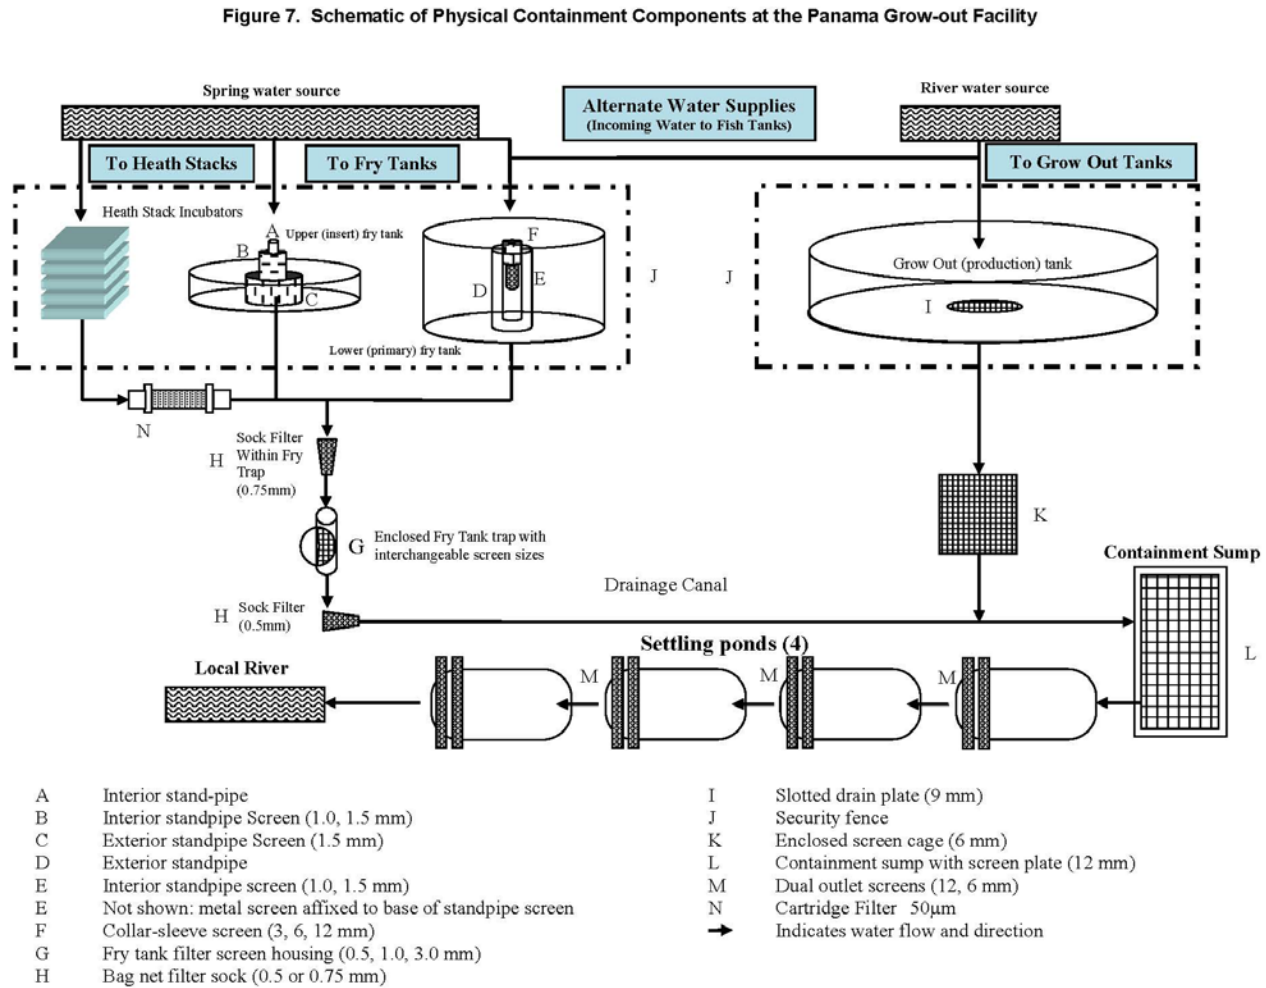 Figure 7. Schematic of Physical Containment Components at the Panama Grow-out Facility
Spring water source
Alternate Water Supplies
(Incoming Water to Fish Tanks)
River water source
To Heath Stacks
To Fry Tanks
To Grow Out Tanks
Heath Stack Incubators
A
Upper (insert) fry tank
B
C
F
E
D
J
J
Grow Out (production) tank
I
Lower (primary) fry tank
N
H
Sock Filter
Within Fry
Trap
(0.75mm)
K
G
Enclosed Fry Tank trap with
interchangeable screen sizes
Containment Sump
Drainage Canal
H
Sock Filter
(0.5mm)
Settling ponds (4)
L
Local River
M
M
M
A Interior stand-pipe
B Interior standpipe Screen (1.0, 1.5 mm)
C Exterior standpipe Screen (1.5 mm)
D Exterior standpipe
E Interior standpipe screen (1.0, 1.5 mm)
E Not shown: metal screen affixed to base of standpipe screen
F Collar-sleeve screen (3, 6, 12 mm)
G Fry tank filter screen housing (0.5, 1.0, 3.0 mm)
H Bag net filter sock (0.5 or 0.75 mm)
I Slotted drain plate (9 mm)
J Security fence
K Enclosed screen cage (6 mm)
L Containment sump with screen plate (12 mm)
M Dual outlet screens (12, 6 mm)
N Cartridge Filter 50µm
Indicates water flow and direction